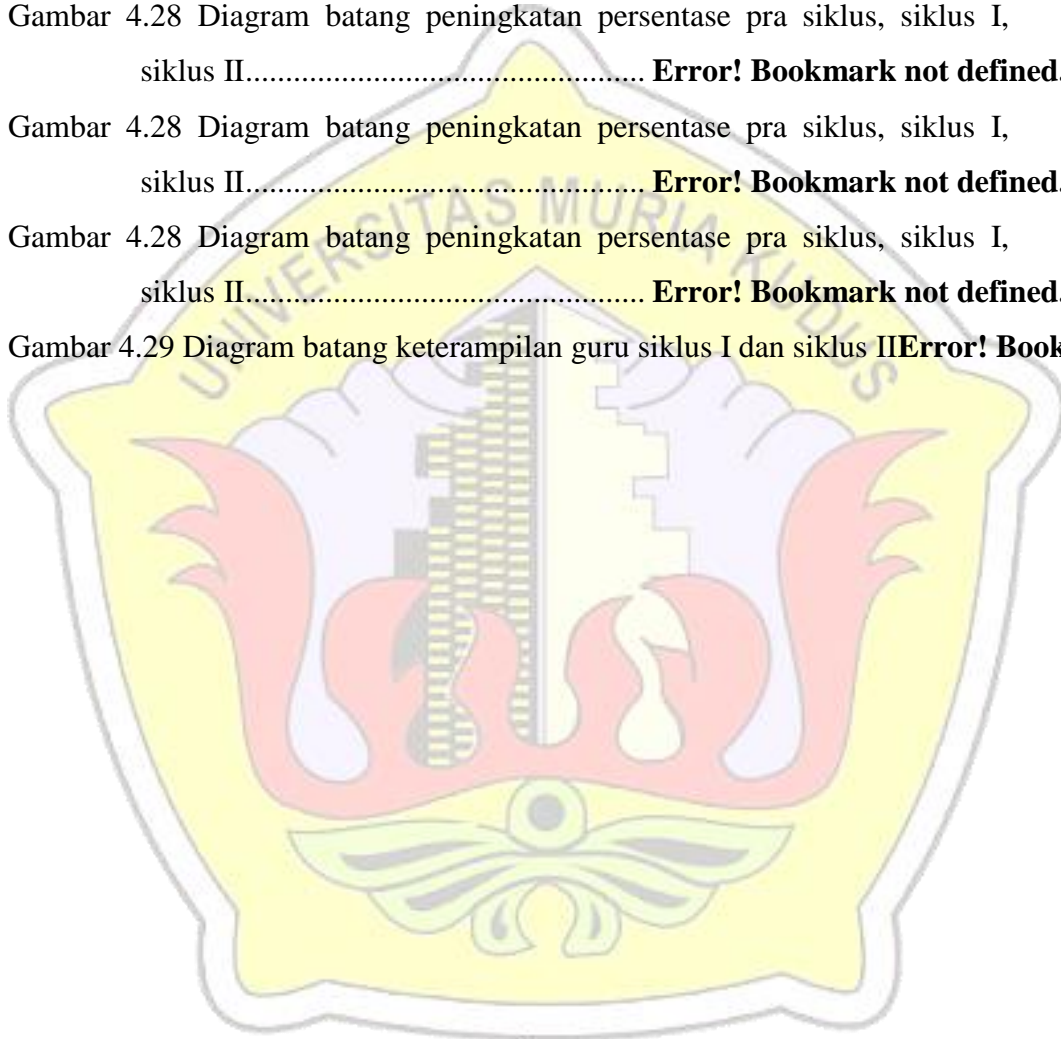 Gambar 4.28 Diagram batang peningkatan persentase pra siklus, siklus I,
siklus II.................................................. Error! Bookmark not defined.
Gambar 4.28 Diagram batang peningkatan persentase pra siklus, siklus I,
siklus II.................................................. Error! Bookmark not defined.
Gambar 4.28 Diagram batang peningkatan persentase pra siklus, siklus I,
siklus II.................................................. Error! Bookmark not defined.
Gambar 4.29 Diagram batang keterampilan guru siklus I dan siklus IIError! Book
UNIVERSITAS MURIA KUDUS